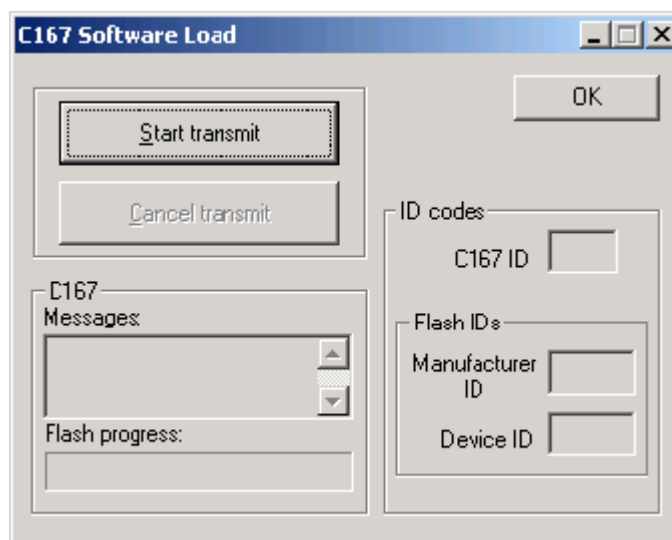 C167 Software Load
OK
Start transmit
Cancel transmit
ID codes
C167 ID
C167
Messages:
Flash IDs
Manufacturer
ID
Flash progress:
Device ID